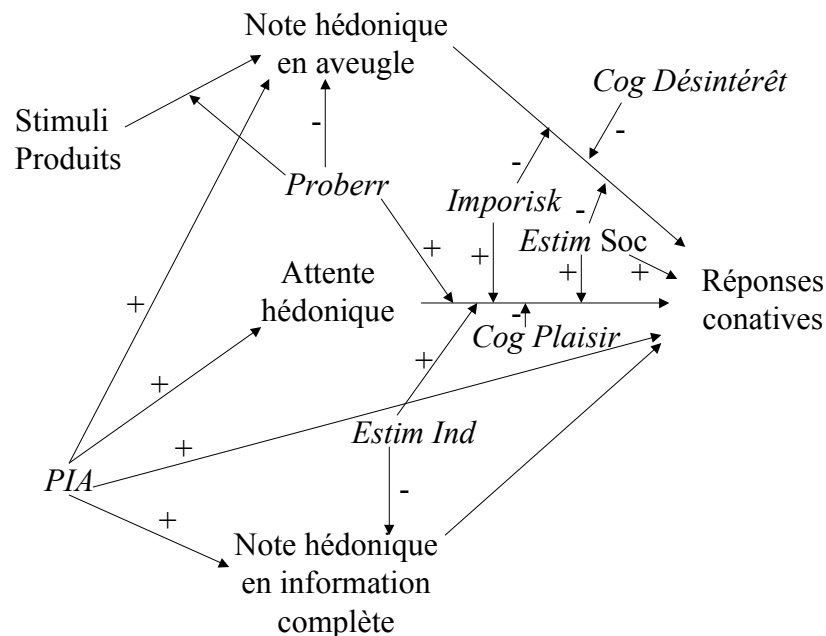 Note hédonique
en aveugle
Cog Désintérêt
Stimuli
Produits
-
-
Proberr
-
Imporisk
-
Estim Soc
+
+
+
+
Attente
hédonique
Réponses
conatives
+
-
Cog Plaisir
+
+
Estim Ind
+
PIA
-
+
Note hédonique
en information
complète